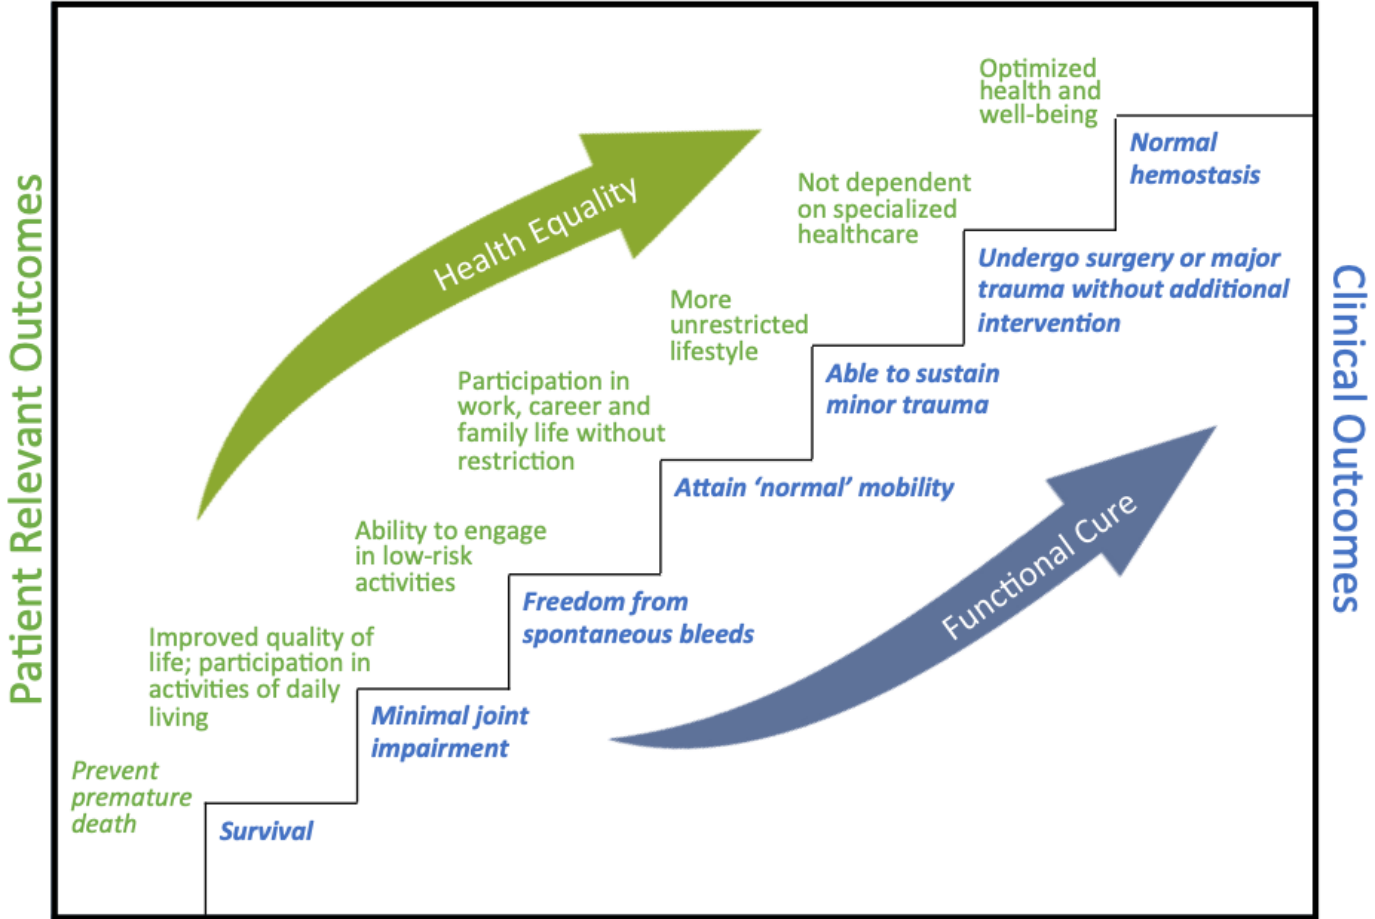 Patient Relevant Outcomes
Optimized
health and
well-being
Normal
hemostasis
Health Equality
Not dependent
on specialized
healthcare
Undergo surgery or major
trauma without additional
intervention
More
unrestricted
lifestyle
Able to sustain
minor trauma
Participation in
work, career and
family life without
restriction
Attain ‘normal’ mobility
Ability to engage
in low-risk
activities
Freedom from
spontaneous bleeds
Functional Cure
Improved quality of
life; participation in
activities of daily
living
Minimal joint
impairment
Prevent
premature
death
Survival
Clinical Outcomes